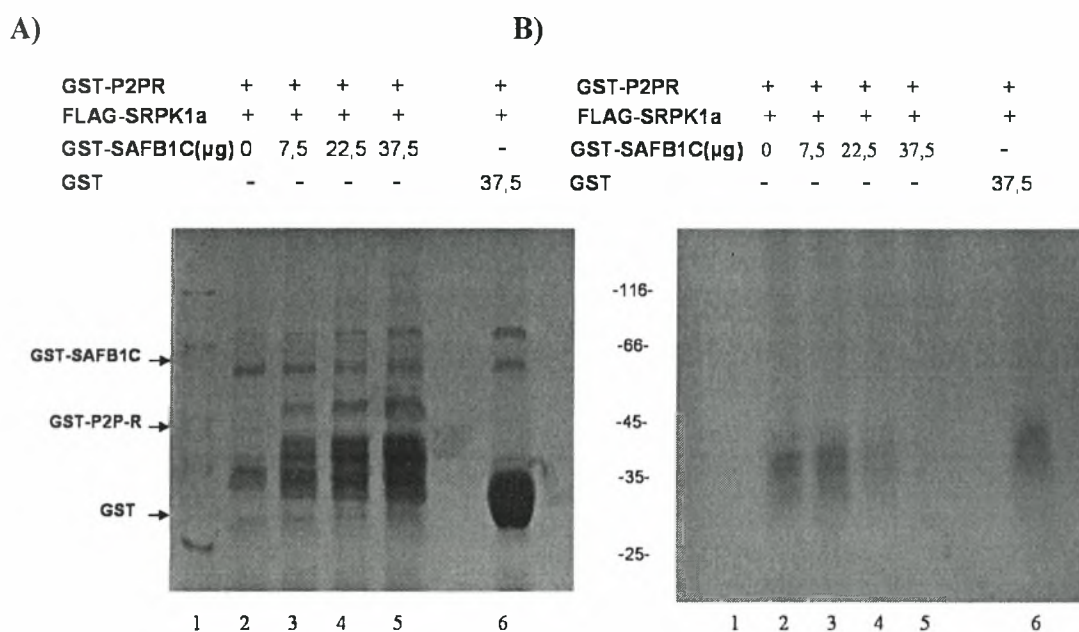 A)
GST-P2PR + + + + +
FLAG-SRPK1a + + + + +
GST-SAFB1C(μg) 0 7,5 22,5 37,5 -
GST - - - - 37,5
GST-SAFB1C
GST-P2P-R
GST
1 2 3 4 5 6
B)
GST-P2PR + + + + +
FLAG-SRPK1a + + + + +
GST-SAFB1C(μg) 0 7,5 22,5 37,5 -
GST - - - - 37,5
-116-
-66-
-45-
-35-
-25-
1 2 3 4 5 6